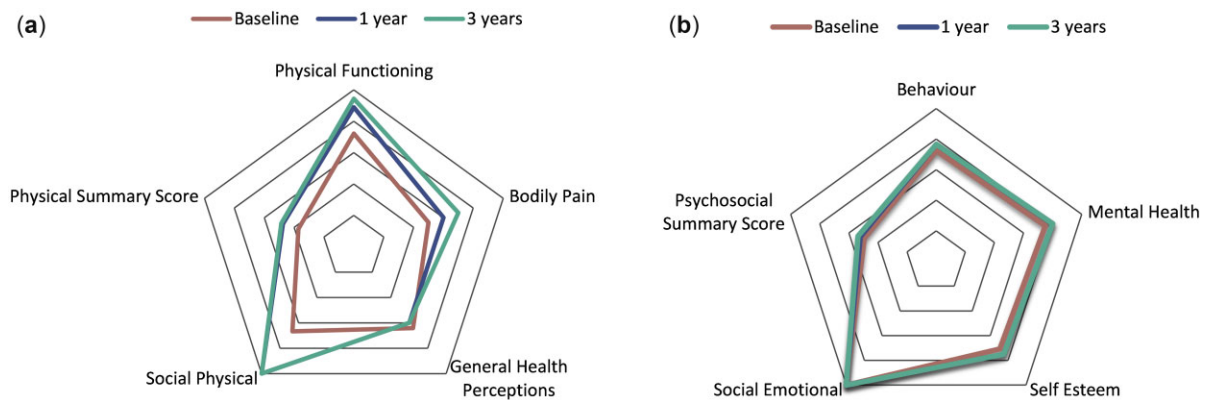 (a)
Baseline 1 year 3 years
Physical Functioning
Physical Summary Score
Bodily Pain
Social Physical
General Health
Perceptions
(b)
Baseline 1 year 3 years
Behaviour
Psychosocial
Summary Score
Mental Health
Social Emotional
Self Esteem